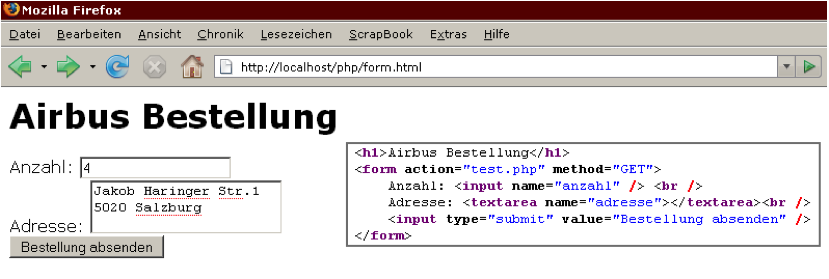 Mozilla Firefox
Datei Bearbeiten Ansicht Chronik Lesezeichen ScrapBook Extras Hilfe
http://localhost/php/form.html
Airbus Bestellung
Anzahl: 4
Adresse: Jakob Haringer Str.1
5020 Salzburg
Bestellung absenden
<h1>Airbus Bestellung</h1>
<form action="test.php" method="GET">
Anzahl: <input name="anzahl" /> <br />
Adresse: <textarea name="adresse"></textarea><br />
<input type="submit" value="Bestellung absenden" />
</form>